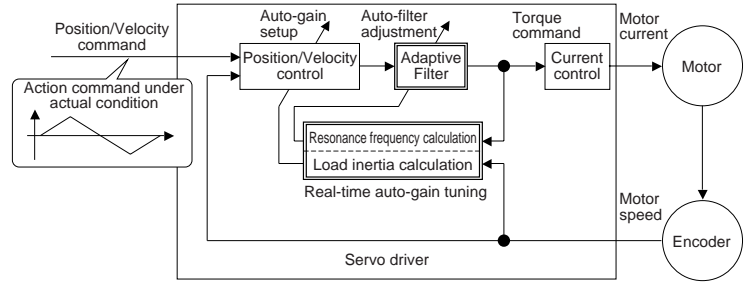 Position/Velocity
command
Action command under
actual condition
Auto-gain
setup
Auto-filter
adjustment
Torque
command
Motor
current
Position/Velocity
control
Adaptive
Filter
Current
control
Motor
Resonance frequency calculation
Load inertia calculation
Real-time auto-gain tuning
Motor
speed
Encoder
Servo driver